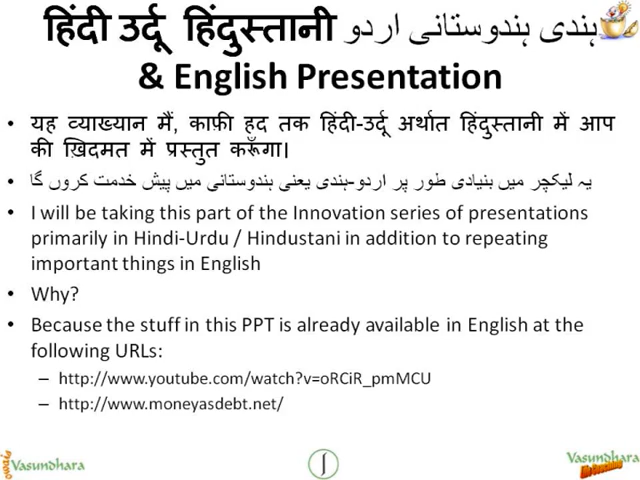 हिंदी उर्दू हिंदुस्तानी ہندی ہندوستانی اردو
& English Presentation
• यह व्याख्यान मैं, काफ़ी हद तक हिंदी-उर्दू अर्थात हिंदुस्तानी में आप
की ख़िदमत में प्रस्तुत करूँगा।
• یہ لیکچر میں بنیادی طور پر اردو-ہندی یعنی ہندوستانی میں پیش خدمت کروں گا
• I will be taking this part of the Innovation series of presentations
primarily in Hindi-Urdu / Hindustani in addition to repeating
important things in English
• Why?
• Because the stuff in this PPT is already available in English at the
following URLs:
– http://www.youtube.com/watch?v=oRCiR_pmMCU
– http://www.moneyasdebt.net/
Vasundhara
Vasundhara